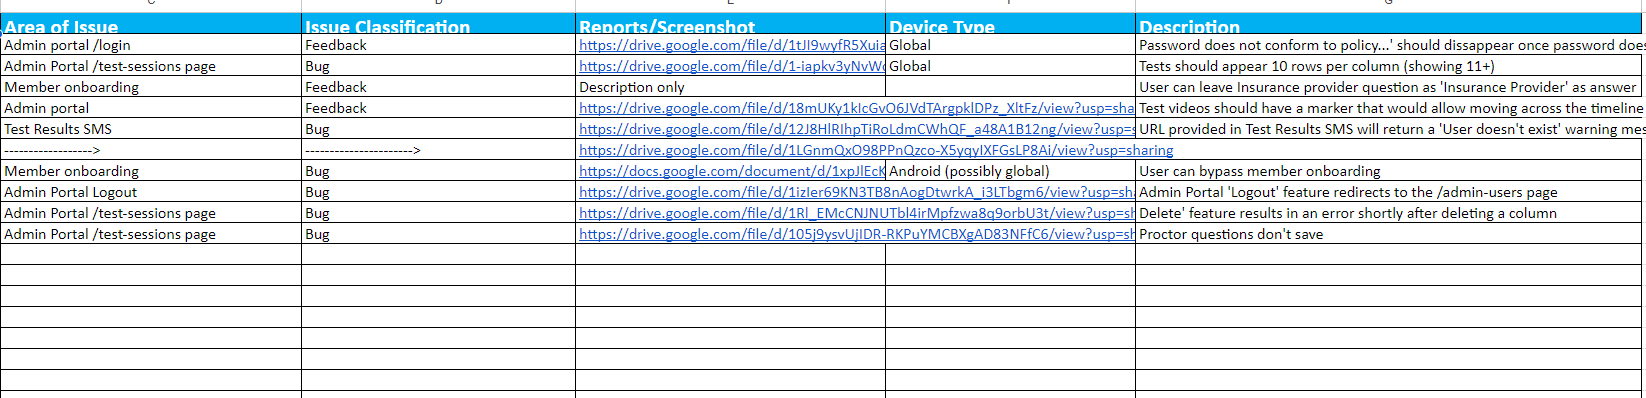 Area of Issue Issue Classification Reports/Screenshot Device Type Description
Admin portal /login Feedback https://drive.google.com/file/d/1tJI9wyfR5Xuia Global Password does not conform to policy...' should dissappear once password does
Admin Portal /test-sessions page Bug https://drive.google.com/file/d/1-iapkv3yNvWc Global Tests should appear 10 rows per column (showing 11+)
Member onboarding Feedback Description only User can leave Insurance provider question as 'Insurance Provider' as answer
Admin portal Feedback https://drive.google.com/file/d/18mUKy1kIcGvO6JVdTArgpklDPz_XltFz/view?usp=sha Test videos should have a marker that would allow moving across the timeline
Test Results SMS Bug https://drive.google.com/file/d/12J8HlRIhpTiRoLdmCWhQF_a48A1B12ng/view?usp=s URL provided in Test Results SMS will return a 'User doesn't exist' warning mes
------------------> ----------------------> https://drive.google.com/file/d/1LGnmQxO98PPnQzco-X5yqyIXFGsLP8Ai/view?usp=sharing
Member onboarding Bug https://docs.google.com/document/d/1xpJlEcK Android (possibly global) User can bypass member onboarding
Admin Portal Logout Bug https://drive.google.com/file/d/1izIer69KN3TB8nAogDtwrkA_i3LTbgm6/view?usp=sha Admin Portal 'Logout' feature redirects to the /admin-users page
Admin Portal /test-sessions page Bug https://drive.google.com/file/d/1Rl_EMcCNJNUTbl4irMpfzwa8q9orbU3t/view?usp=sh Delete' feature results in an error shortly after deleting a column
Admin Portal /test-sessions page Bug https://drive.google.com/file/d/105j9ysvUjIDR-RKPuYMCBXgAD83NFfC6/view?usp=sh Proctor questions don't save